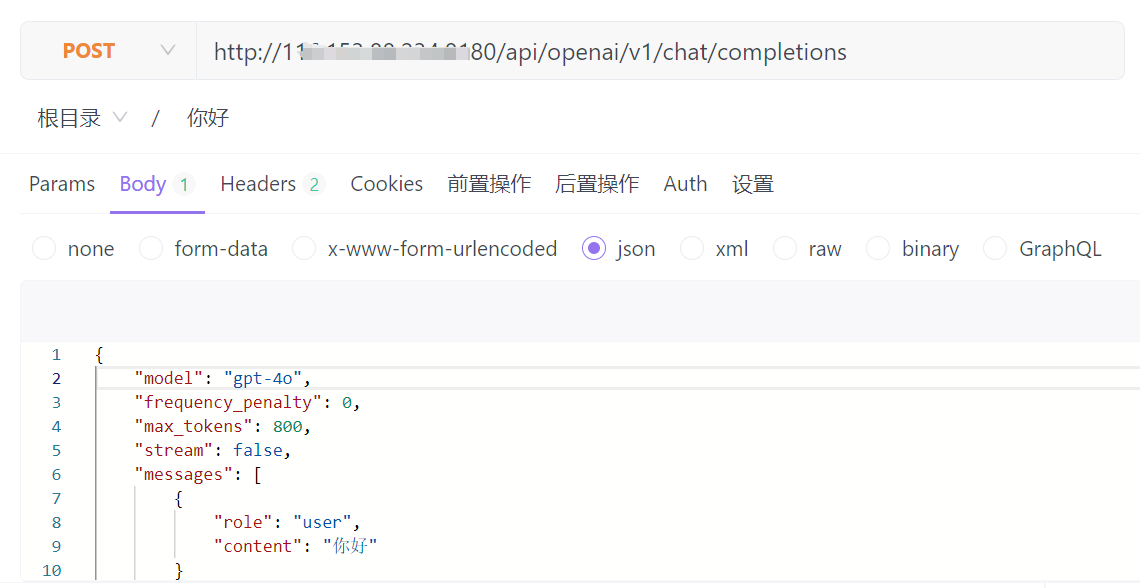 POST http://11 80/api/openai/v1/chat/completions
根目录 / 你好
Params Body 1 Headers 2 Cookies 前置操作 后置操作 Auth 设置
none form-data x-www-form-urlencoded json xml raw binary GraphQL
1 {
2 "model": "gpt-4o",
3 "frequency_penalty": 0,
4 "max_tokens": 800,
5 "stream": false,
6 "messages": [
7 {
8 "role": "user",
9 "content": "你好"
10 }